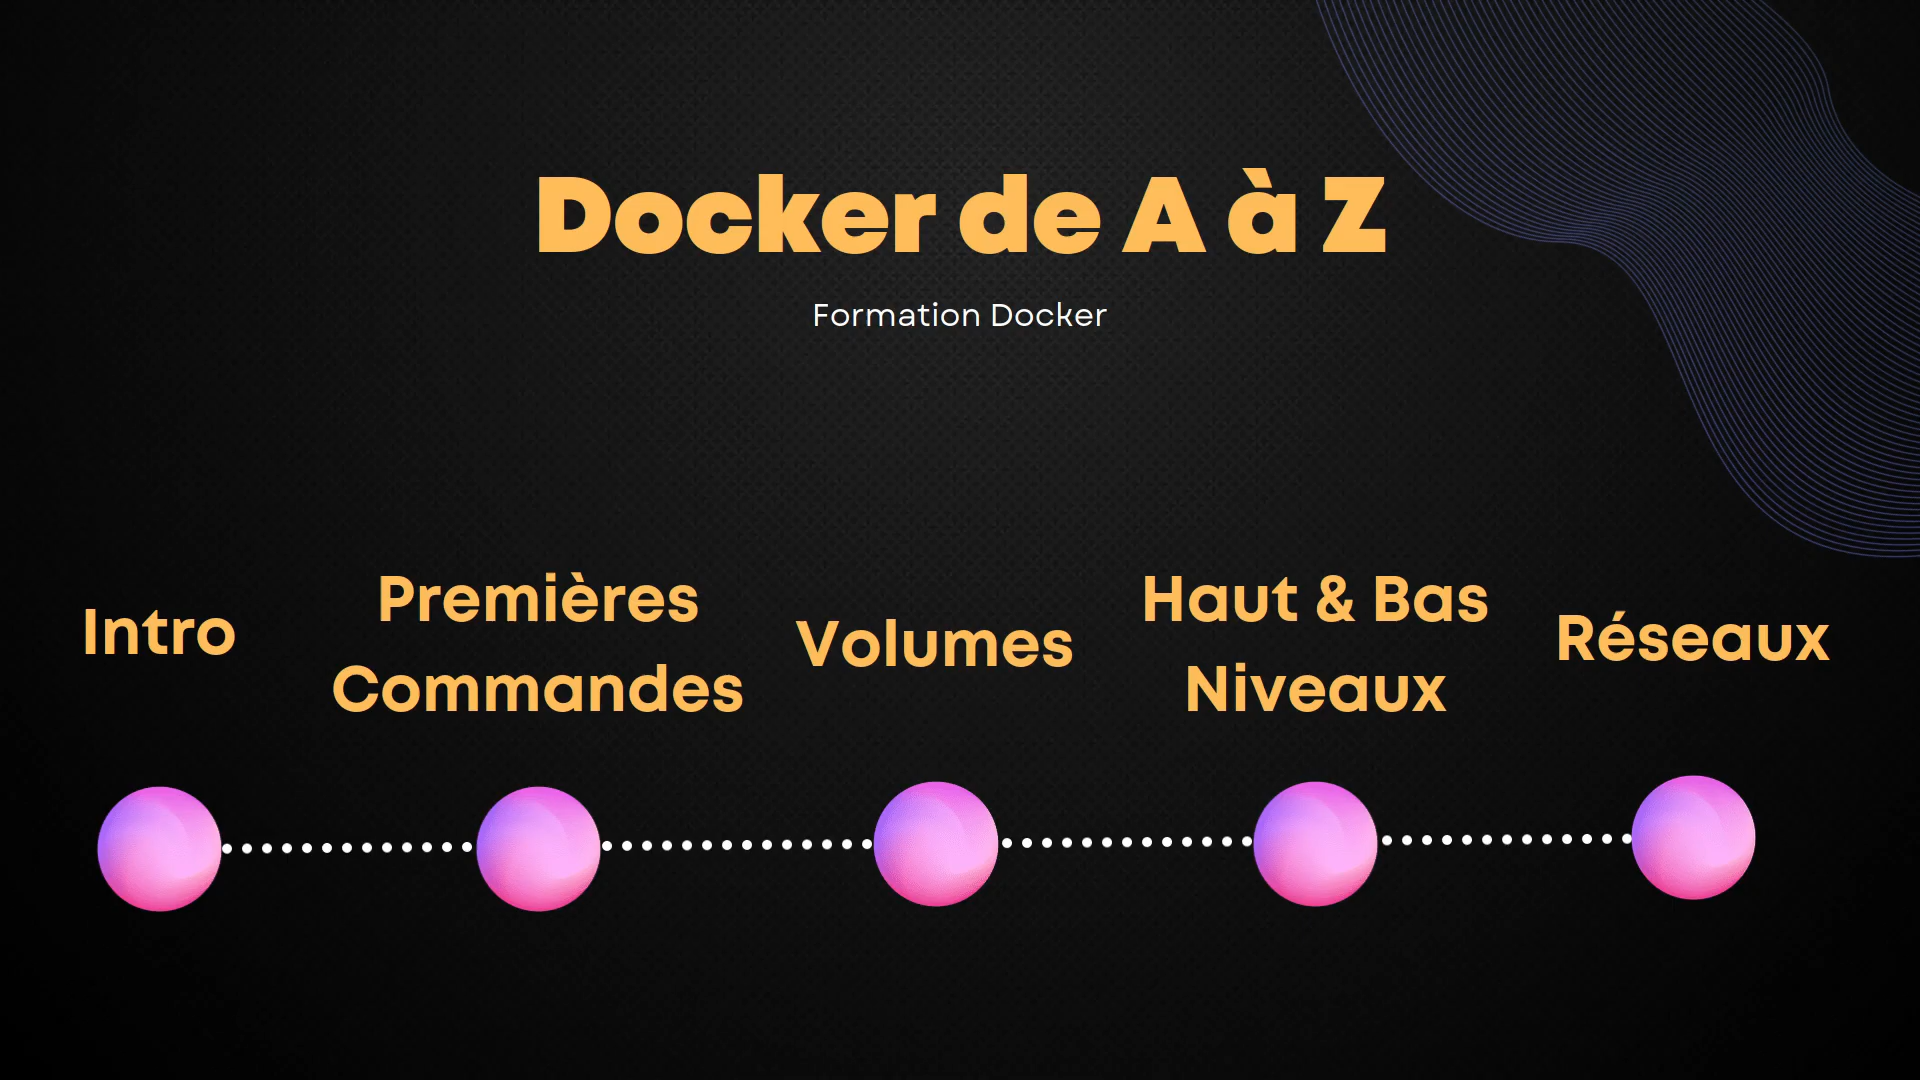 Docker de A à Z
Formation Docker
Intro
Premières
Commandes
Volumes
Haut & Bas
Niveaux
Réseaux